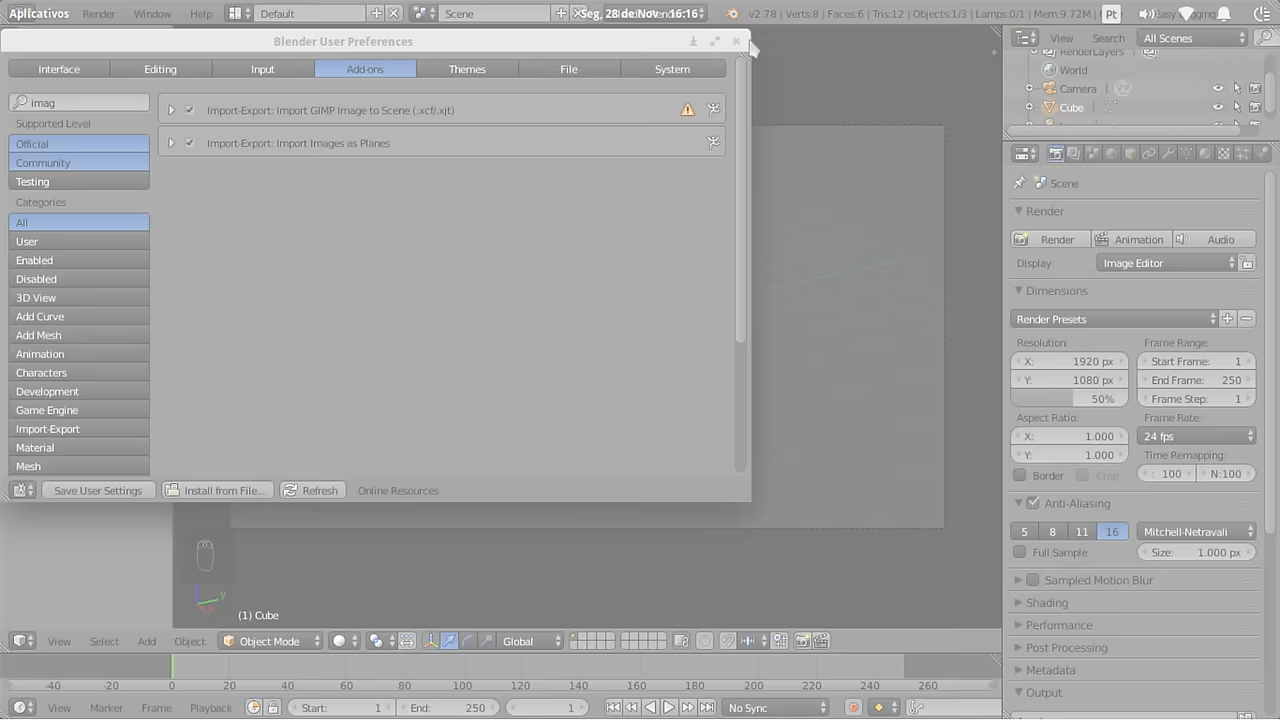 Aplicativos
Render Window Help Default Scene Seg, 28 de Nov - 16:16 v2.78 | Verts:8 | Faces:6 | Tris:12 | Objects:1/3 | Lamps:0/1 | Mem:9.72M Pt Easy
Blender User Preferences
View Search All Scenes
RenderLayers
World
Camera
Cube
Interface Editing Input Add-ons Themes File System
imag
Supported Level
Official
Community
Testing
Categories
All
User
Enabled
Disabled
3D View
Add Curve
Add Mesh
Animation
Characters
Development
Game Engine
Import-Export
Material
Mesh
Import-Export: Import GIMP Image to Scene (.xcf/.xjt)
Import-Export: Import Images as Planes
Save User Settings Install from File... Refresh Online Resources
(1) Cube
View Select Add Object Object Mode Global
-40 -20 0 20 40 60 80 100 120 140 160 180 200 220 240 260
View Marker Frame Playback Start: 1 End: 250 1 No Sync
Scene
Render
Render Animation Audio
Display: Image Editor
Dimensions
Render Presets
Resolution: Frame Range:
X: 1920 px Start Frame: 1
Y: 1080 px End Frame: 250
50% Frame Step: 1
Aspect Ratio: Frame Rate:
X: 1.000 24 fps
Y: 1.000 Time Remapping:
Border Crop : 100 N:100
Anti-Aliasing
5 8 11 16 Mitchell-Netravali
Full Sample Size: 1.000 px
Sampled Motion Blur
Shading
Performance
Post Processing
Metadata
Output